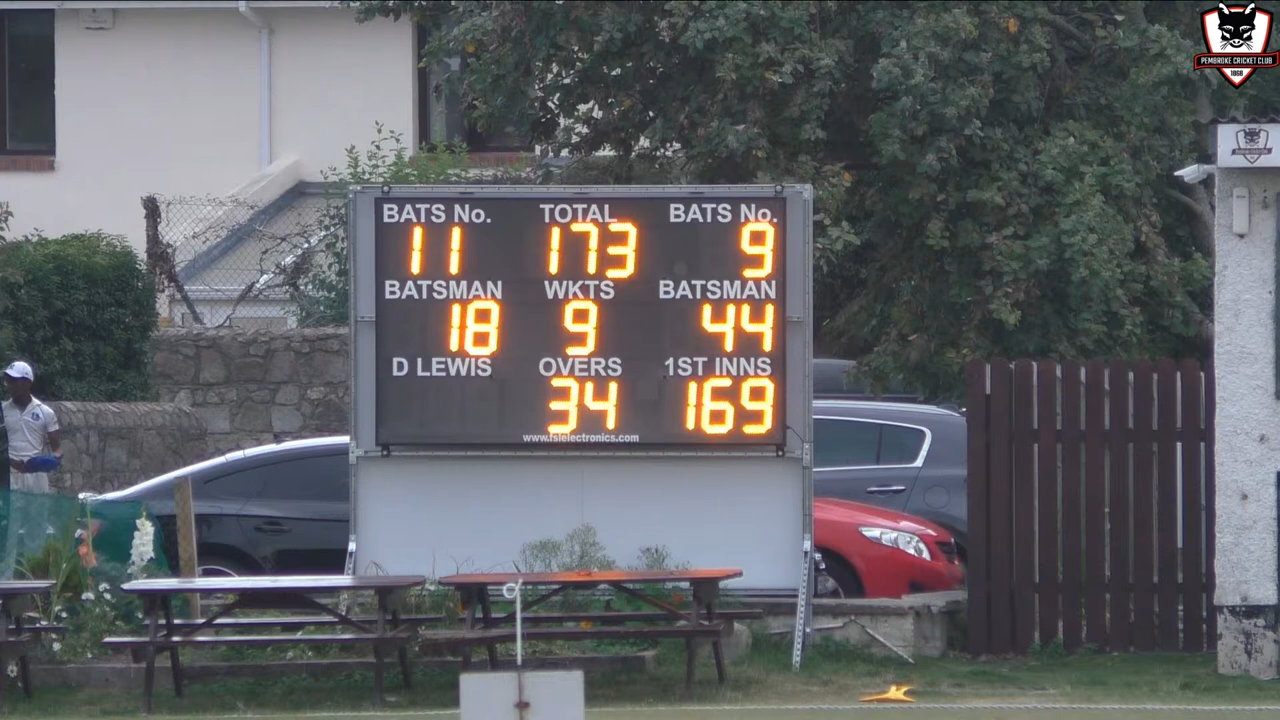 PEMBROKE CRICKET CLUB
1868
BATS No. TOTAL BATS No.
11 173 9
BATSMAN WKTS BATSMAN
18 9 44
D LEWIS OVERS 1ST INNS
34 169
www.fslelectronics.com